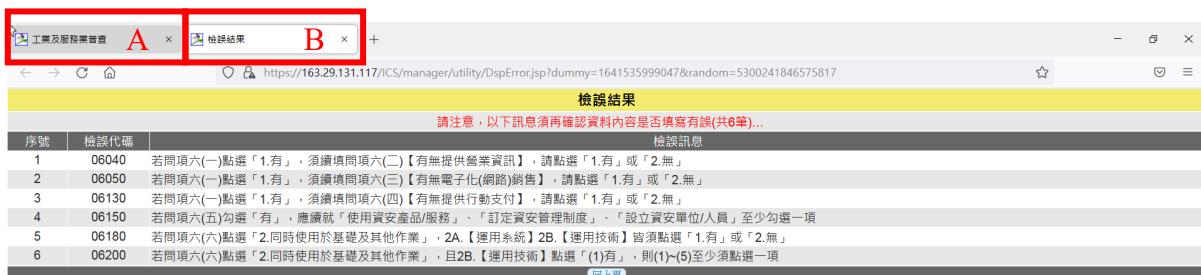 工業及服務業普查 A × 檢誤結果 B × +
https://163.29.131.117/ICS/manager/utility/DspError.jsp?dummy=1641535999047&random=5300241846575817
檢誤結果
請注意，以下訊息須再確認資料內容是否填寫有誤(共6筆)...
序號 檢誤代碼 檢誤訊息
1 06040 若問項六(一)點選「1.有」，須續填問項六(二)【有無提供營業資訊】，請點選「1.有」或「2.無」
2 06050 若問項六(一)點選「1.有」，須續填問項六(三)【有無電子化(網路)銷售】，請點選「1.有」或「2.無」
3 06130 若問項六(一)點選「1.有」，須續填問項六(四)【有無提供行動支付】，請點選「1.有」或「2.無」
4 06150 若問項六(五)勾選「有」，應續就「使用資安產品/服務」、「訂定資安管理制度」、「設立資安單位/人員」至少勾選一項
5 06180 若問項六(六)點選「2.同時使用於基礎及其他作業」，2A.【運用系統】2B.【運用技術】皆須點選「1.有」或「2.無」
6 06200 若問項六(六)點選「2.同時使用於基礎及其他作業」，且2B.【運用技術】點選「(1)有」，則(1)~(5)至少須點選一項
回上頁